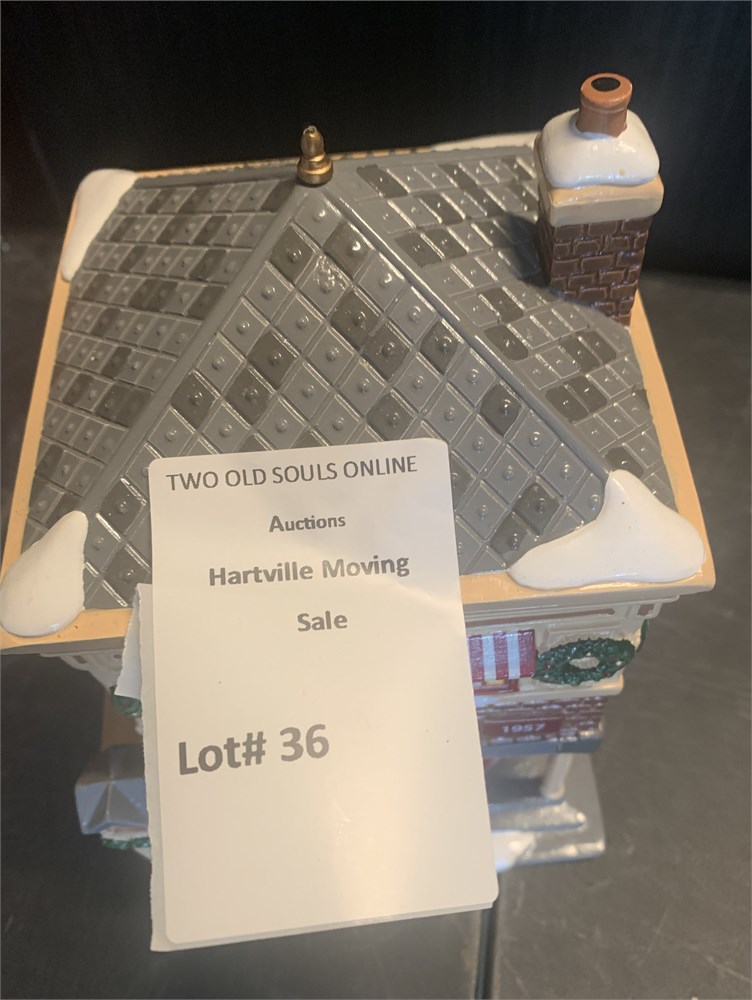 TWO OLD SOULS ONLINE
Auctions
Hartville Moving
Sale
Lot# 36
1957